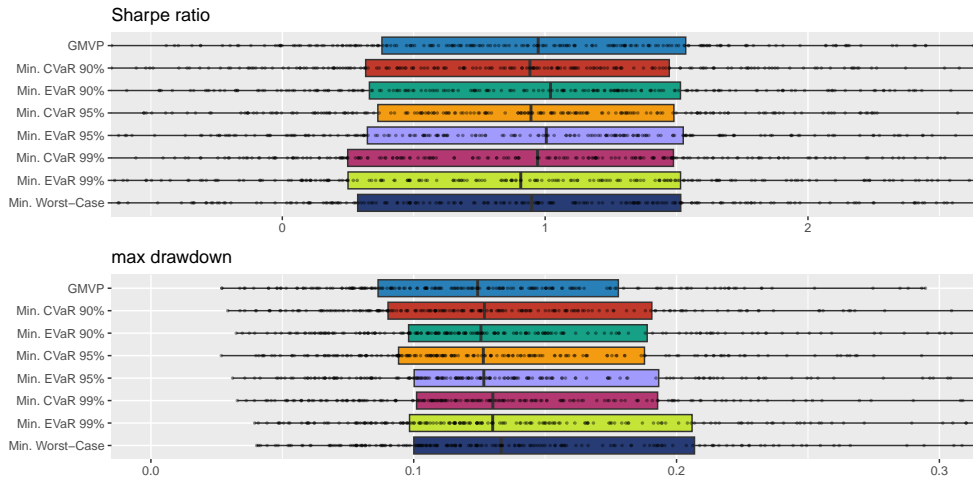 Sharpe ratio
GMVP
Min. CVaR 90%
Min. EVaR 90%
Min. CVaR 95%
Min. EVaR 95%
Min. CVaR 99%
Min. EVaR 99%
Min. Worst−Case
0 1 2
max drawdown
GMVP
Min. CVaR 90%
Min. EVaR 90%
Min. CVaR 95%
Min. EVaR 95%
Min. CVaR 99%
Min. EVaR 99%
Min. Worst−Case
0.0 0.1 0.2 0.3